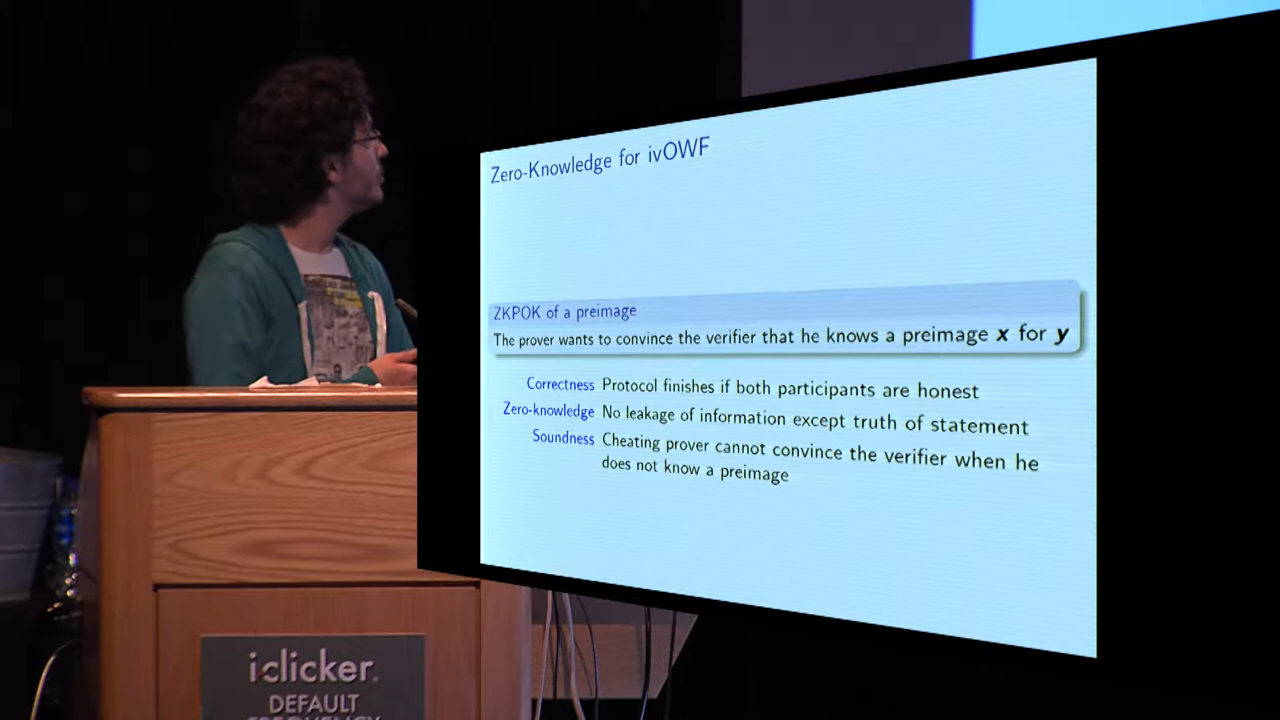 Zero-Knowledge for ivOWF
ZKPOK of a preimage
The prover wants to convince the verifier that he knows a preimage x for y
Correctness Protocol finishes if both participants are honest
Zero-knowledge No leakage of information except truth of statement
Soundness Cheating prover cannot convince the verifier when he
does not know a preimage
iclicker.
DEFAULT
FREQUENCY